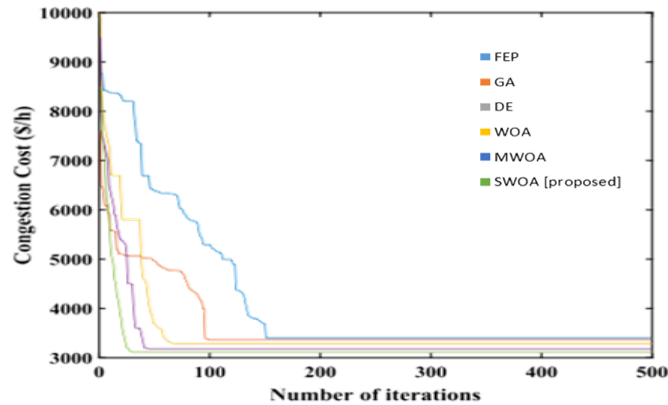 10000
9000
8000
7000
6000
5000
4000
3000
Congestion Cost ($/h)
FEP
GA
DE
WOA
MWOA
SWOA [proposed]
0
100
200
300
400
500
Number of iterations